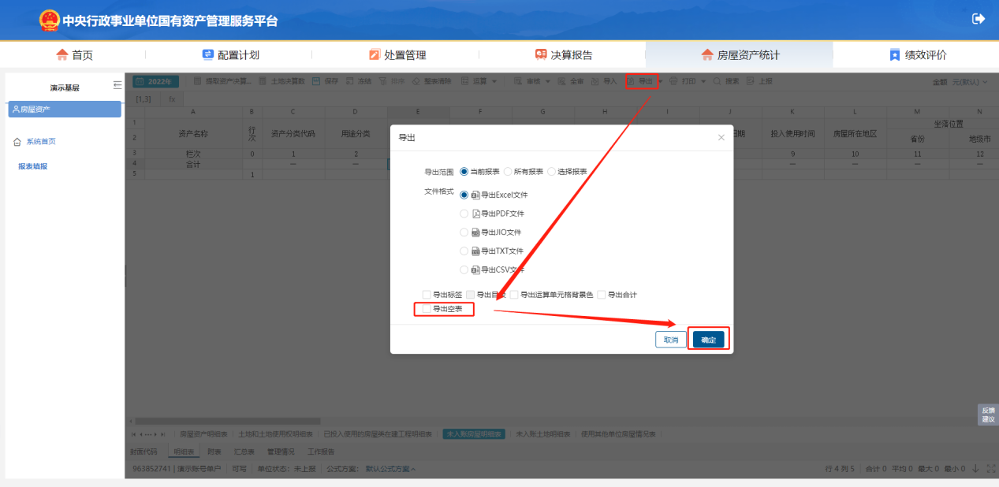 中央行政事业单位国有资产管理服务平台
首页 配置计划 处置管理 决算报告 房屋资产统计 绩效评价
演示基层
2022年 提取资产决算... 土地决算数 保存 冻结 排序 整表清除 运算 审核 全审 导入 导出 打印 搜索 上报 金额 元(默认)
[1,3] fx
房屋资产
A B C D E F G H I J K L M N
1 坐落位置
2 资产名称 行次 资产分类代码 用途分类 日期 投入使用时间 房屋所在地区 省份 地级市
3 栏次 0 1 2 9 10 11 12
4 合计 — — — — — —
5 1
系统首页
报表填报
导出
导出范围 当前报表 所有报表 选择报表
文件格式 导出Excel文件
导出PDF文件
导出JIO文件
导出TXT文件
导出CSV文件
导出标签 导出目录 导出运算单元格背景色 导出合计
导出空表
取消 确定
反馈
建议
房屋资产明细表 土地和土地使用权明细表 已投入使用的房屋类在建工程明细表 未入账房屋明细表 未入账土地明细表 使用其他单位房屋情况表
封面代码 明细表 附表 汇总表 管理情况 工作报告
963852741 | 演示账号单户 可写 单位状态：未上报 公式方案： 默认公式方案 行 4 列 5 合计 0 平均 0 最大 0 最小 0